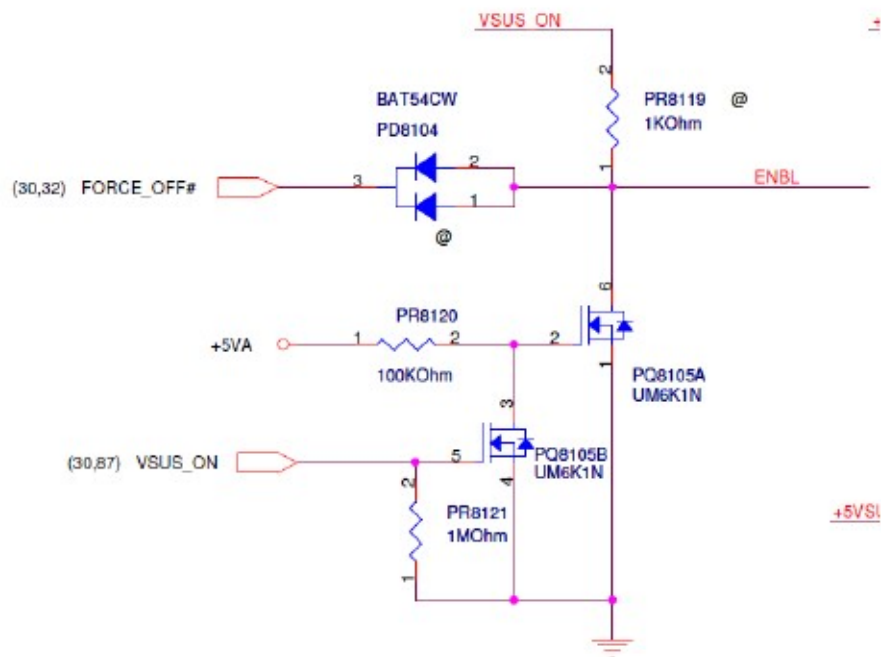 VSUS_ON
+
2
PR8119 @
1KOhm
1
BAT54CW
PD8104
(30,32) FORCE_OFF#
3
2
1
@
ENBL
6
PR8120
+5VA
1
2
2
100KOhm
1
PQ8105A
UM6K1N
3
(30,87) VSUS_ON
5
PQ8105B
UM6K1N
4
2
PR8121
1MOhm
1
+5VSU